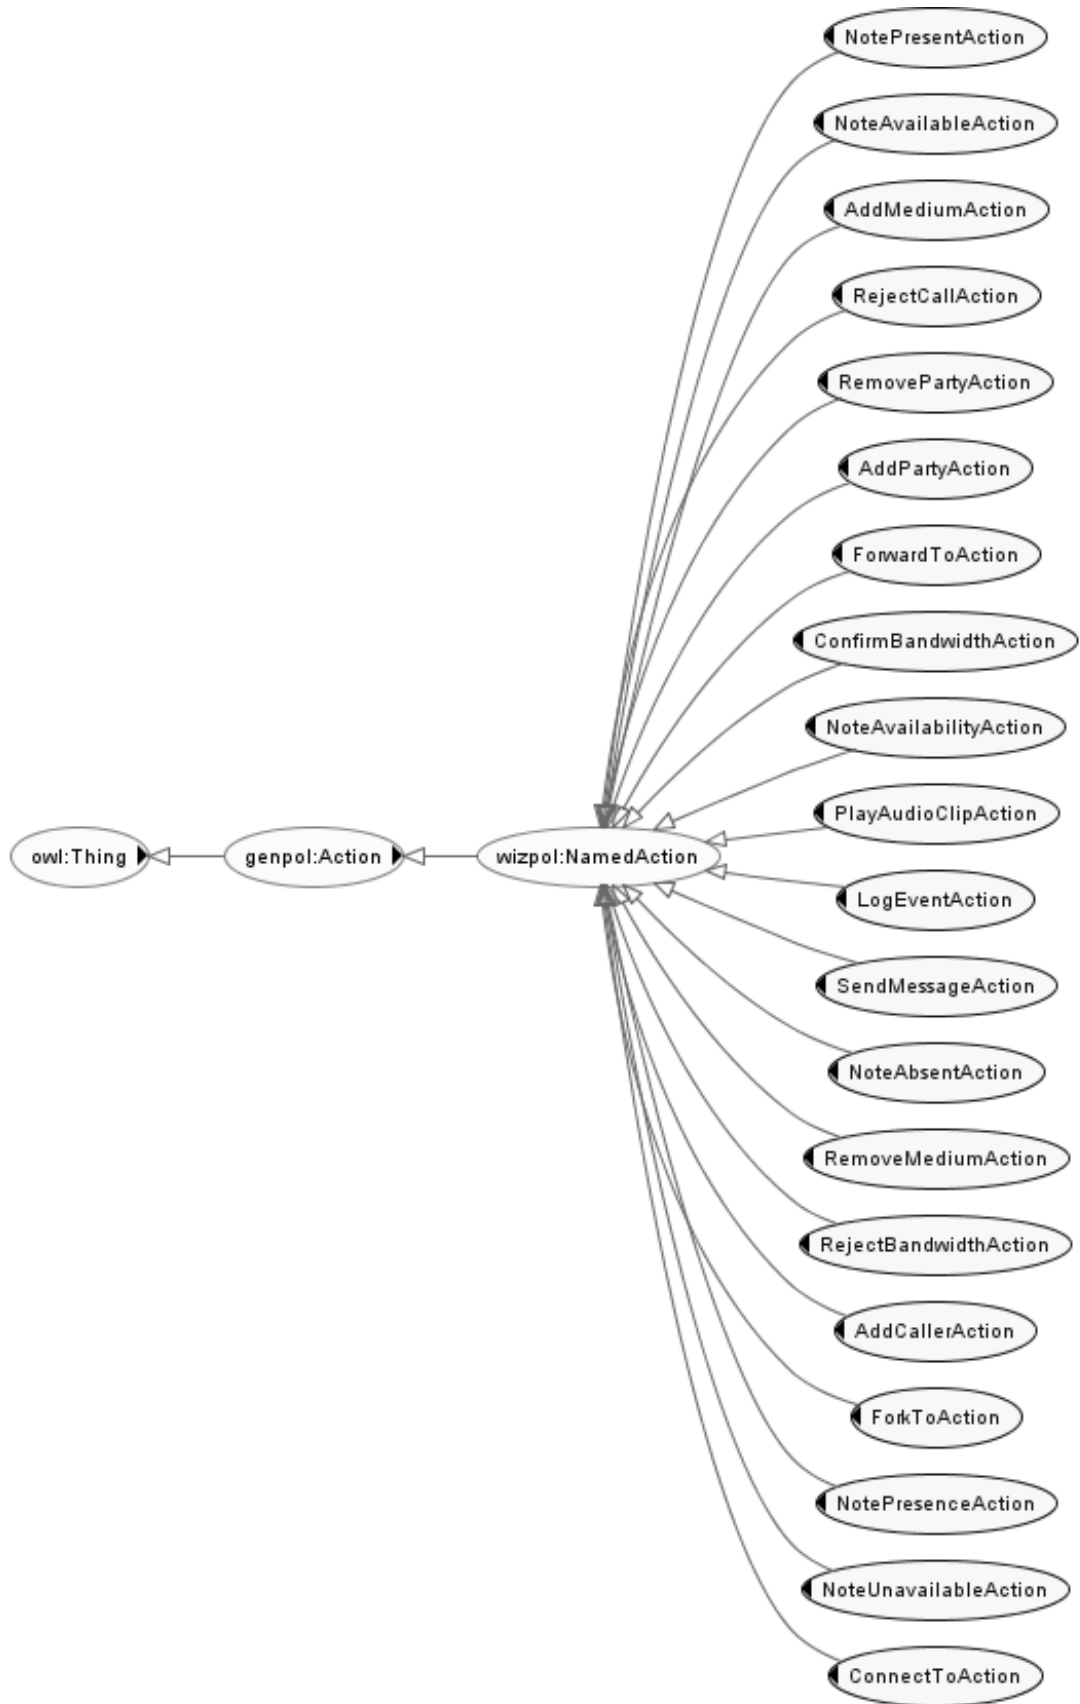 NotePresentAction
NoteAvailableAction
AddMediumAction
RejectCallAction
RemovePartyAction
AddPartyAction
ForwardToAction
ConfirmBandwidthAction
NoteAvailabilityAction
PlayAudioClipAction
owl:Thing genpol:Action wizpol:NamedAction
LogEventAction
SendMessageAction
NoteAbsentAction
RemoveMediumAction
RejectBandwidthAction
AddCallerAction
ForkToAction
NotePresenceAction
NoteUnavailableAction
ConnectToAction